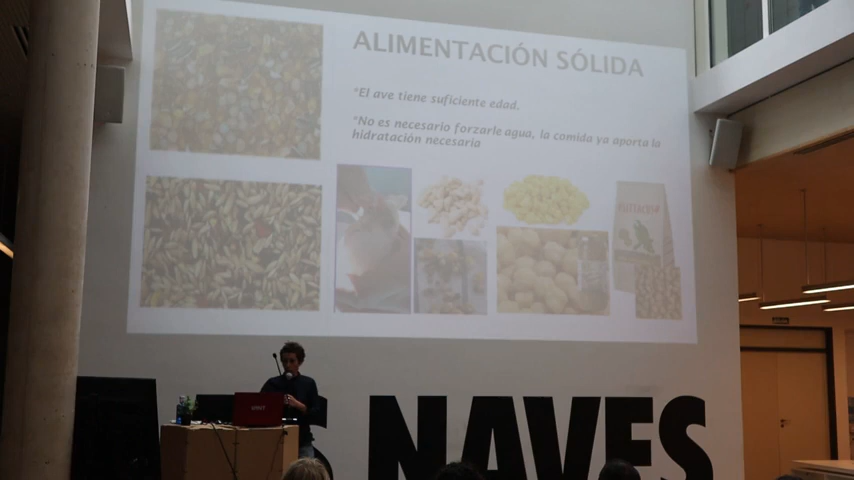 ALIMENTACIÓN SÓLIDA
*El ave tiene suficiente edad.
*No es necesario forzarle agua, la comida ya aporta la
hidratación necesaria
S NAVES